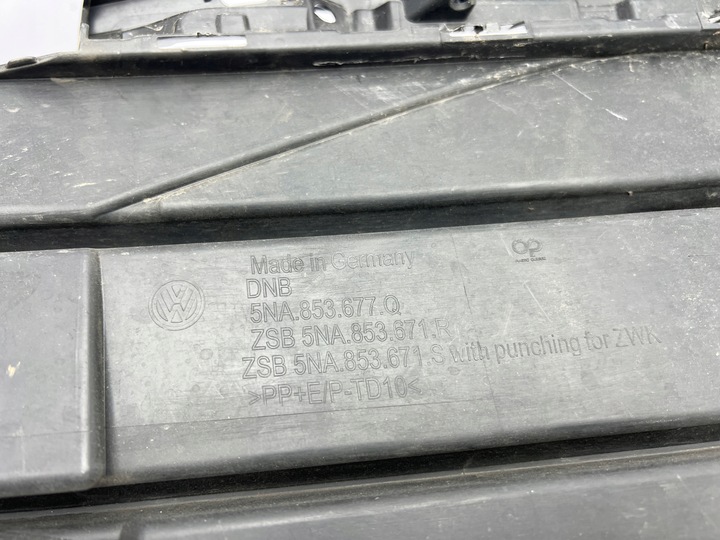 Made in Germany
DNB
5NA.853.677.Q
ZSB 5NA.853.671.R
ZSB 5NA.853.671.S with punching for ZWK
>PP+E/P-TD10<